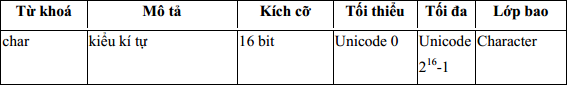 Từ khoá Mô tả Kích cỡ Tối thiểu Tối đa Lớp bao
char kiểu kí tự 16 bit Unicode 0 Unicode Character
2¹⁶-1